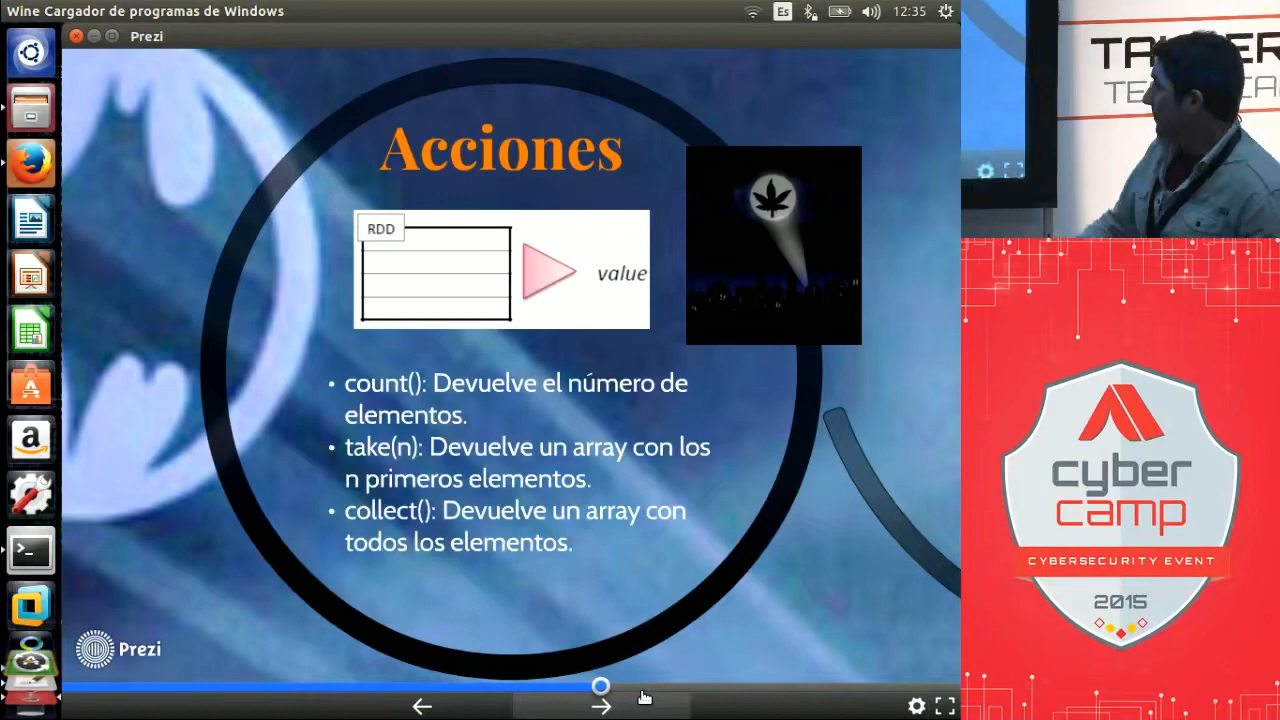 Wine Cargador de programas de Windows
Es
12:35
Prezi
Acciones
RDD
value
• count(): Devuelve el número de
elementos.
• take(n): Devuelve un array con los
n primeros elementos.
• collect(): Devuelve un array con
todos los elementos.
Prezi
cyber
camp
CYBERSECURITY EVENT
2015